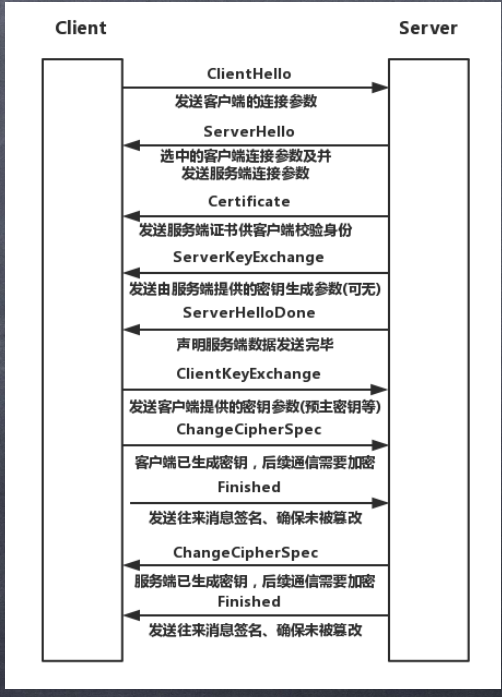 Client
Server
ClientHello
发送客户端的连接参数
ServerHello
选中的客户端连接参数及并
发送服务端连接参数
Certificate
发送服务端证书供客户端校验身份
ServerKeyExchange
发送由服务端提供的密钥生成参数(可无)
ServerHelloDone
声明服务端数据发送完毕
ClientKeyExchange
发送客户端提供的密钥参数(预主密钥等)
ChangeCipherSpec
客户端已生成密钥，后续通信需要加密
Finished
发送往来消息签名、确保未被篡改
ChangeCipherSpec
服务端已生成密钥，后续通信需要加密
Finished
发送往来消息签名、确保未被篡改